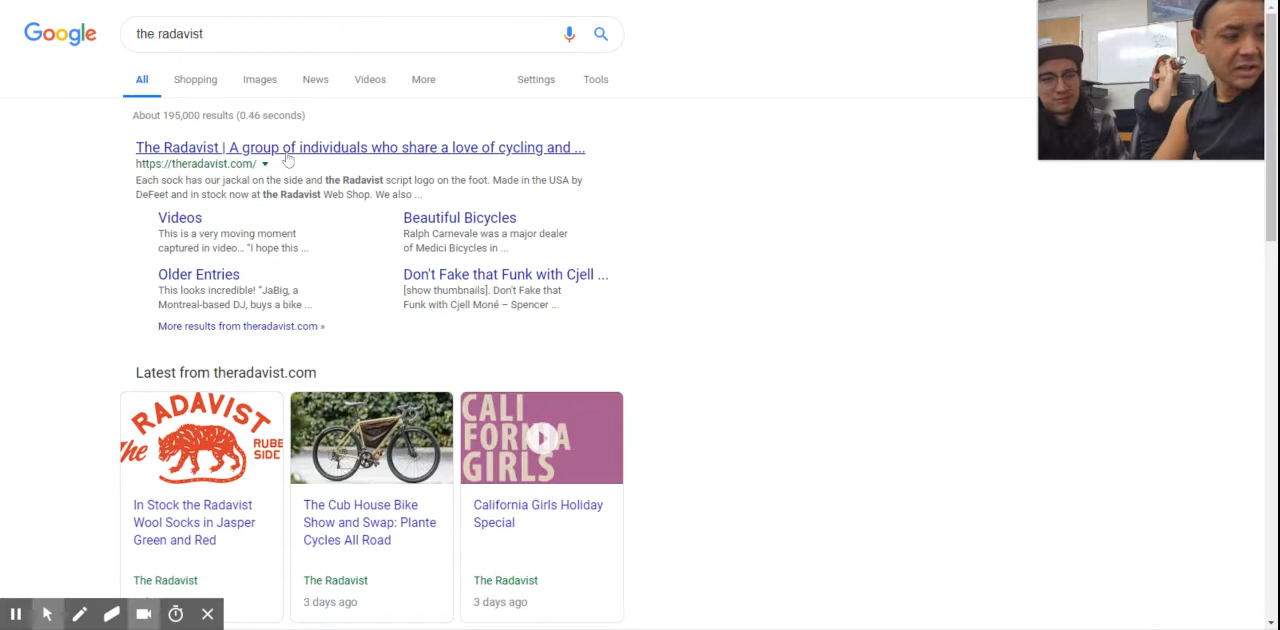 Google
the radavist
All
Shopping
Images
News
Videos
More
Settings
Tools
About 195,000 results (0.46 seconds)
The Radavist | A group of individuals who share a love of cycling and ...
https://theradavist.com/
Each sock has our jackal on the side and the Radavist script logo on the foot. Made in the USA by
DeFeet and in stock now at the Radavist Web Shop. We also ...
Videos
This is a very moving moment
captured in video... "I hope this ...
Beautiful Bicycles
Ralph Carnevale was a major dealer
of Medici Bicycles in ...
Older Entries
This looks incredible! "JaBig, a
Montreal-based DJ, buys a bike ...
Don't Fake that Funk with Cjell ...
[show thumbnails]. Don't Fake that
Funk with Cjell Moné – Spencer ...
More results from theradavist.com »
Latest from theradavist.com
The
RADAVIST
RUBE
SIDE
In Stock the Radavist
Wool Socks in Jasper
Green and Red
The Radavist
The Cub House Bike
Show and Swap: Plante
Cycles All Road
The Radavist
3 days ago
CALI
FORNIA
GIRLS
California Girls Holiday
Special
The Radavist
3 days ago